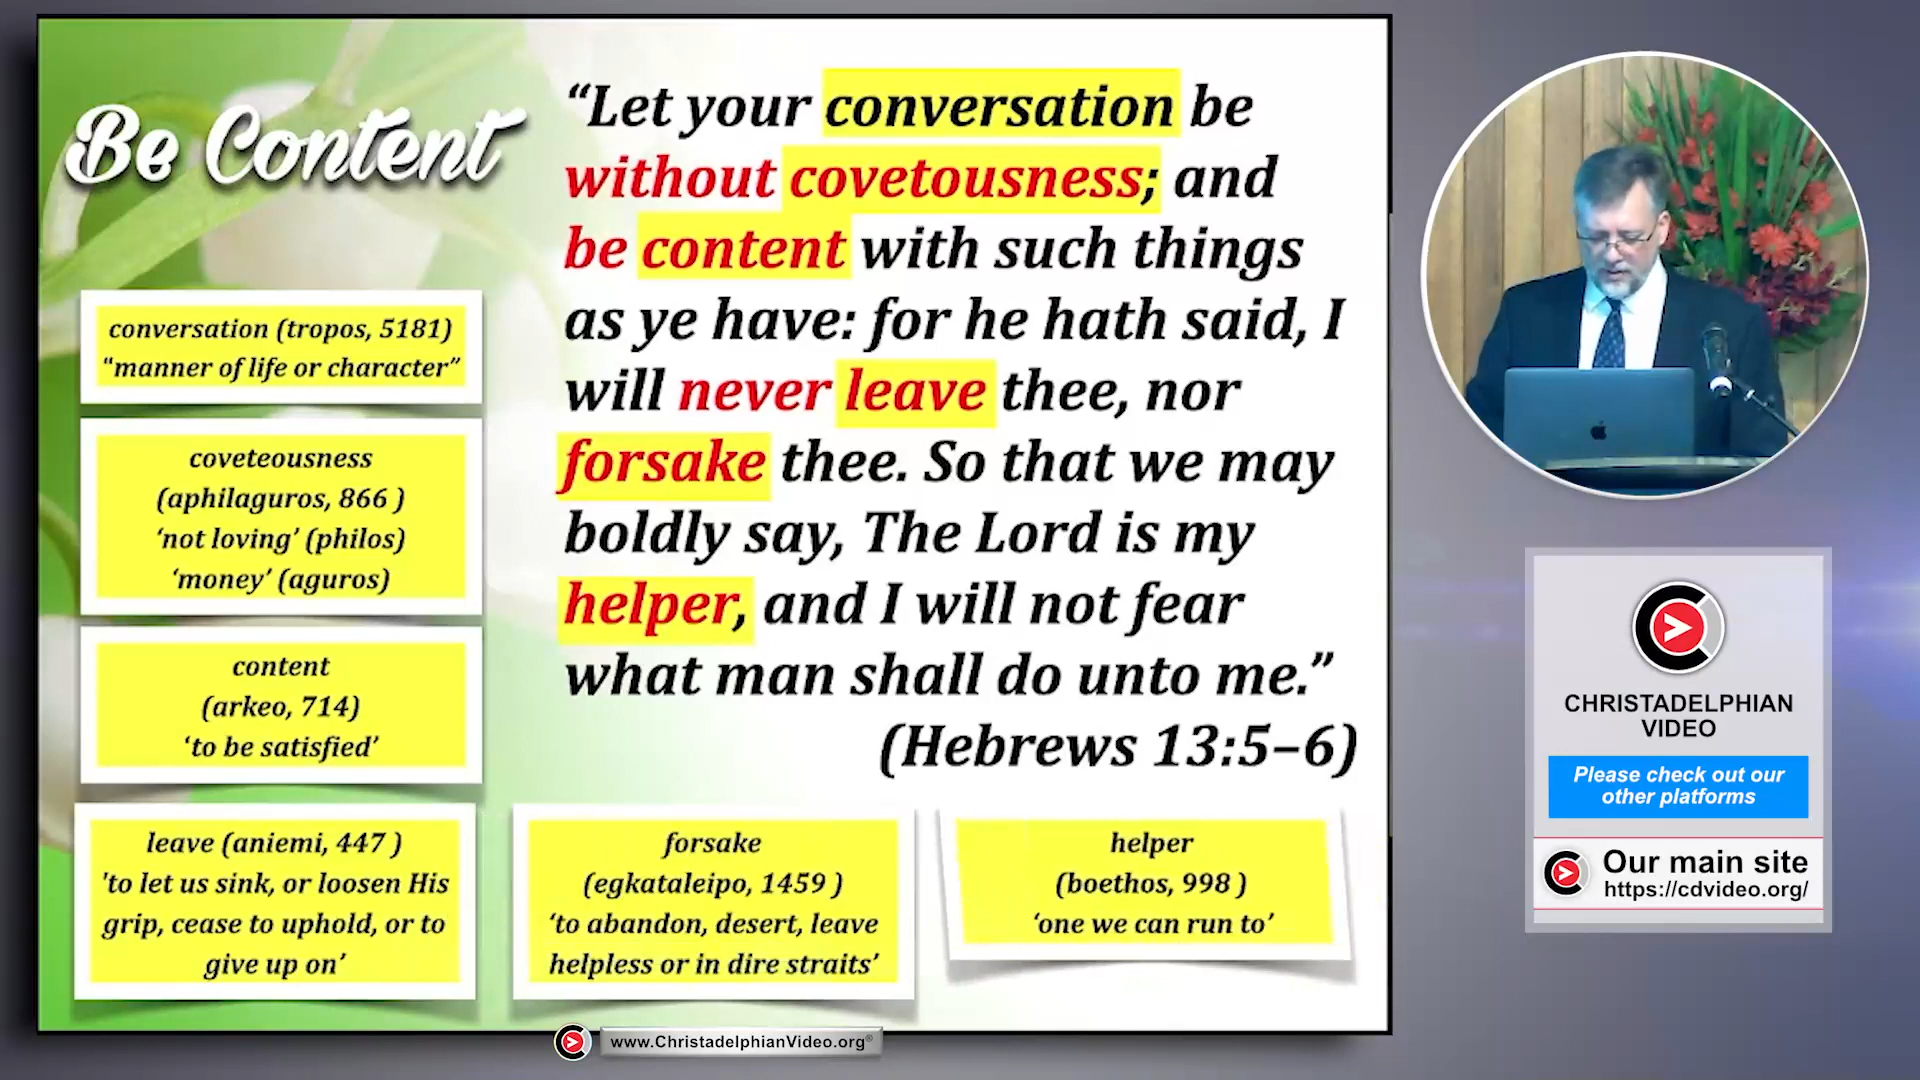 Be Content
“Let your conversation be
without covetousness; and
be content with such things
as ye have: for he hath said, I
will never leave thee, nor
forsake thee. So that we may
boldly say, The Lord is my
helper, and I will not fear
what man shall do unto me.”
(Hebrews 13:5–6)
conversation (tropos, 5181)
“manner of life or character”
coveteousness
(aphilaguros, 866 )
‘not loving’ (philos)
‘money’ (aguros)
content
(arkeo, 714)
‘to be satisfied’
leave (aniemi, 447 )
'to let us sink, or loosen His
grip, cease to uphold, or to
give up on’
forsake
(egkataleipo, 1459 )
‘to abandon, desert, leave
helpless or in dire straits’
helper
(boethos, 998 )
‘one we can run to’
CHRISTADELPHIAN
VIDEO
Please check out our
other platforms
Our main site
https://cdvideo.org/
www.ChristadelphianVideo.org®